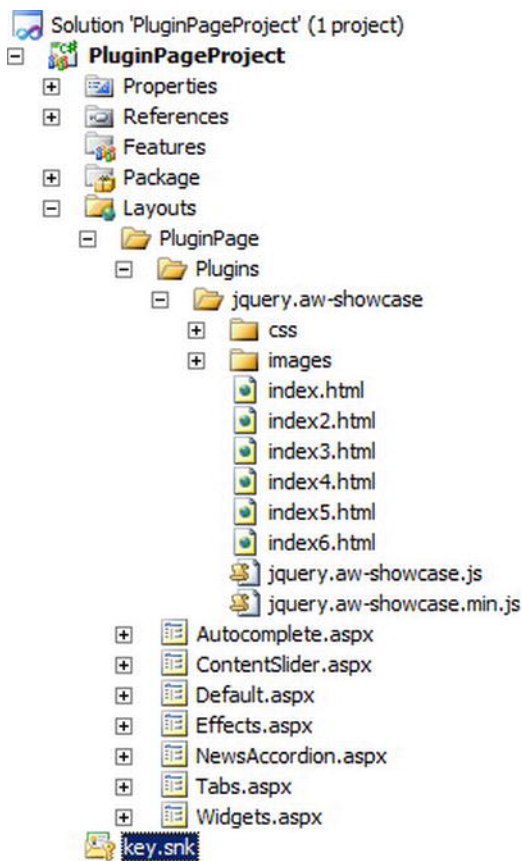 Solution 'PluginPageProject' (1 project)
PluginPageProject
Properties
References
Features
Package
Layouts
PluginPage
Plugins
jquery.aw-showcase
css
images
index.html
index2.html
index3.html
index4.html
index5.html
index6.html
jquery.aw-showcase.js
jquery.aw-showcase.min.js
Autocomplete.aspx
ContentSlider.aspx
Default.aspx
Effects.aspx
NewsAccordion.aspx
Tabs.aspx
Widgets.aspx
key.snk